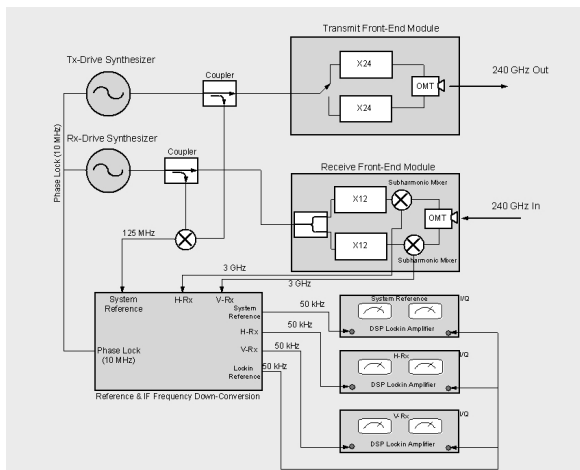 Transmit Front-End Module
Tx-Drive Synthesizer
Coupler
X24
240 GHz Out
OMT
X24
Rx-Drive Synthesizer
Coupler
Phase Lock (10 MHz)
Receive Front-End Module
Subharmonic Mixer
X12
240 GHz In
OMT
X12
Subharmonic Mixer
125 MHz
3 GHz
3 GHz
System
Reference
H-Rx
V-Rx
System
Reference
50 kHz
H-Rx
50 kHz
V-Rx
50 kHz
Lockin
Reference
50 kHz
Phase Lock
(10 MHz)
Reference & IF Frequency Down-Conversion
System Reference
I/Q
DSP Lockin Amplifier
H-Rx
I/Q
DSP Lockin Amplifier
V-Rx
I/Q
DSP Lockin Amplifier